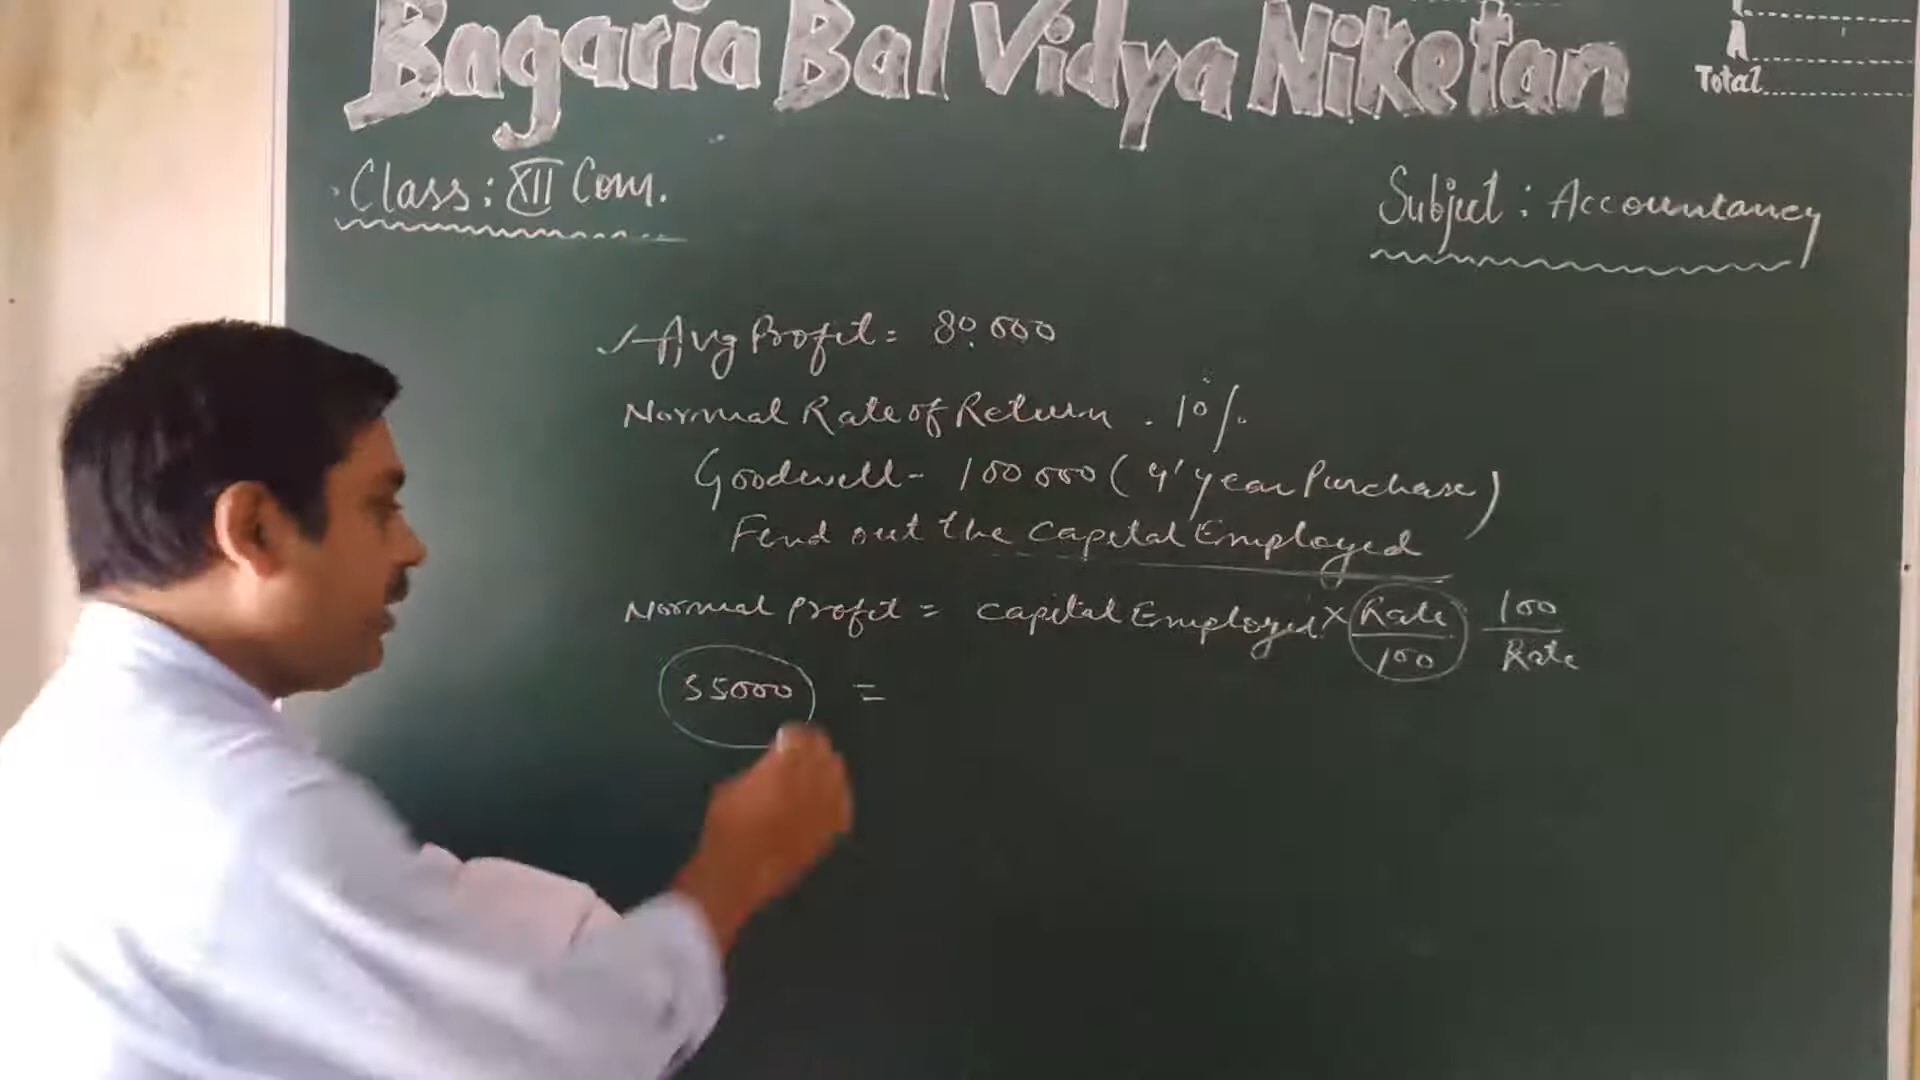 Bagaria Bal Vidya Niketan
A
Total
Class: XII Com.
Subject: Accountancy
Avg Profit = 80,000
Normal Rate of Return . 10%
Goodwill - 100000 (4 year Purchase)
Find out the Capital Employed
Normal Profit = Capital Employed × Rate/100 100/Rate
55000 =